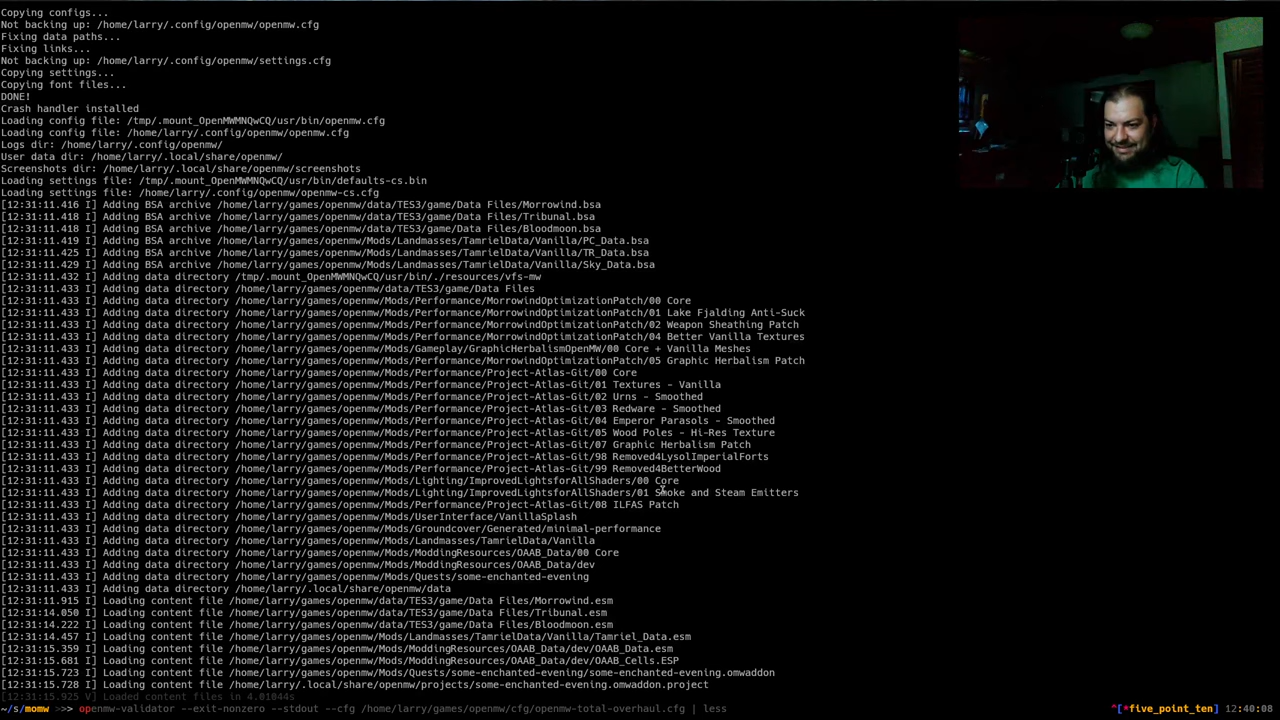 Copying configs...
Not backing up: /home/larry/.config/openmw/openmw.cfg
Fixing data paths...
Fixing links...
Not backing up: /home/larry/.config/openmw/settings.cfg
Copying settings...
Copying font files...
DONE!
Crash handler installed
Loading config file: /tmp/.mount_OpenMWMNQwCQ/usr/bin/openmw.cfg
Loading config file: /home/larry/.config/openmw/openmw.cfg
Logs dir: /home/larry/.config/openmw/
User data dir: /home/larry/.local/share/openmw/
Screenshots dir: /home/larry/.local/share/openmw/screenshots
Loading settings file: /tmp/.mount_OpenMWMNQwCQ/usr/bin/defaults-cs.bin
Loading settings file: /home/larry/.config/openmw/openmw-cs.cfg
[12:31:11.416 I] Adding BSA archive /home/larry/games/openmw/data/TES3/game/Data Files/Morrowind.bsa
[12:31:11.418 I] Adding BSA archive /home/larry/games/openmw/data/TES3/game/Data Files/Tribunal.bsa
[12:31:11.418 I] Adding BSA archive /home/larry/games/openmw/data/TES3/game/Data Files/Bloodmoon.bsa
[12:31:11.419 I] Adding BSA archive /home/larry/games/openmw/Mods/Landmasses/TamrielData/Vanilla/PC_Data.bsa
[12:31:11.425 I] Adding BSA archive /home/larry/games/openmw/Mods/Landmasses/TamrielData/Vanilla/TR_Data.bsa
[12:31:11.429 I] Adding BSA archive /home/larry/games/openmw/Mods/Landmasses/TamrielData/Vanilla/Sky_Data.bsa
[12:31:11.432 I] Adding data directory /tmp/.mount_OpenMWMNQwCQ/usr/bin/./resources/vfs-mw
[12:31:11.433 I] Adding data directory /home/larry/games/openmw/data/TES3/game/Data Files
[12:31:11.433 I] Adding data directory /home/larry/games/openmw/Mods/Performance/MorrowindOptimizationPatch/00 Core
[12:31:11.433 I] Adding data directory /home/larry/games/openmw/Mods/Performance/MorrowindOptimizationPatch/01 Lake Fjalding Anti-Suck
[12:31:11.433 I] Adding data directory /home/larry/games/openmw/Mods/Performance/MorrowindOptimizationPatch/02 Weapon Sheathing Patch
[12:31:11.433 I] Adding data directory /home/larry/games/openmw/Mods/Performance/MorrowindOptimizationPatch/04 Better Vanilla Textures
[12:31:11.433 I] Adding data directory /home/larry/games/openmw/Mods/Gameplay/GraphicHerbalismOpenMW/00 Core + Vanilla Meshes
[12:31:11.433 I] Adding data directory /home/larry/games/openmw/Mods/Performance/MorrowindOptimizationPatch/05 Graphic Herbalism Patch
[12:31:11.433 I] Adding data directory /home/larry/games/openmw/Mods/Performance/Project-Atlas-Git/00 Core
[12:31:11.433 I] Adding data directory /home/larry/games/openmw/Mods/Performance/Project-Atlas-Git/01 Textures - Vanilla
[12:31:11.433 I] Adding data directory /home/larry/games/openmw/Mods/Performance/Project-Atlas-Git/02 Urns - Smoothed
[12:31:11.433 I] Adding data directory /home/larry/games/openmw/Mods/Performance/Project-Atlas-Git/03 Redware - Smoothed
[12:31:11.433 I] Adding data directory /home/larry/games/openmw/Mods/Performance/Project-Atlas-Git/04 Emperor Parasols - Smoothed
[12:31:11.433 I] Adding data directory /home/larry/games/openmw/Mods/Performance/Project-Atlas-Git/05 Wood Poles - Hi-Res Texture
[12:31:11.433 I] Adding data directory /home/larry/games/openmw/Mods/Performance/Project-Atlas-Git/07 Graphic Herbalism Patch
[12:31:11.433 I] Adding data directory /home/larry/games/openmw/Mods/Performance/Project-Atlas-Git/98 Removed4LysolImperialForts
[12:31:11.433 I] Adding data directory /home/larry/games/openmw/Mods/Performance/Project-Atlas-Git/99 Removed4BetterWood
[12:31:11.433 I] Adding data directory /home/larry/games/openmw/Mods/Lighting/ImprovedLightsforAllShaders/00 Core
[12:31:11.433 I] Adding data directory /home/larry/games/openmw/Mods/Lighting/ImprovedLightsforAllShaders/01 Smoke and Steam Emitters
[12:31:11.433 I] Adding data directory /home/larry/games/openmw/Mods/Performance/Project-Atlas-Git/08 ILFAS Patch
[12:31:11.433 I] Adding data directory /home/larry/games/openmw/Mods/UserInterface/VanillaSplash
[12:31:11.433 I] Adding data directory /home/larry/games/openmw/Mods/Groundcover/Generated/minimal-performance
[12:31:11.433 I] Adding data directory /home/larry/games/openmw/Mods/Landmasses/TamrielData/Vanilla
[12:31:11.433 I] Adding data directory /home/larry/games/openmw/Mods/ModdingResources/OAAB_Data/00 Core
[12:31:11.433 I] Adding data directory /home/larry/games/openmw/Mods/ModdingResources/OAAB_Data/dev
[12:31:11.433 I] Adding data directory /home/larry/games/openmw/Mods/Quests/some-enchanted-evening
[12:31:11.433 I] Adding data directory /home/larry/.local/share/openmw/data
[12:31:11.915 I] Loading content file /home/larry/games/openmw/data/TES3/game/Data Files/Morrowind.esm
[12:31:14.050 I] Loading content file /home/larry/games/openmw/data/TES3/game/Data Files/Tribunal.esm
[12:31:14.222 I] Loading content file /home/larry/games/openmw/data/TES3/game/Data Files/Bloodmoon.esm
[12:31:14.457 I] Loading content file /home/larry/games/openmw/Mods/Landmasses/TamrielData/Vanilla/Tamriel_Data.esm
[12:31:15.359 I] Loading content file /home/larry/games/openmw/Mods/ModdingResources/OAAB_Data/dev/OAAB_Data.esm
[12:31:15.681 I] Loading content file /home/larry/games/openmw/Mods/ModdingResources/OAAB_Data/dev/OAAB_Cells.ESP
[12:31:15.723 I] Loading content file /home/larry/games/openmw/Mods/Quests/some-enchanted-evening/some-enchanted-evening.omwaddon
[12:31:15.728 I] Loading content file /home/larry/.local/share/openmw/projects/some-enchanted-evening.omwaddon.project
[12:31:15.925 V] Loaded content files in 4.01044s
~/s/momw >>> openmw-validator --exit-nonzero --stdout --cfg /home/larry/games/openmw/cfg/openmw-total-overhaul.cfg | less ^[*five_point_ten] 12:40:08